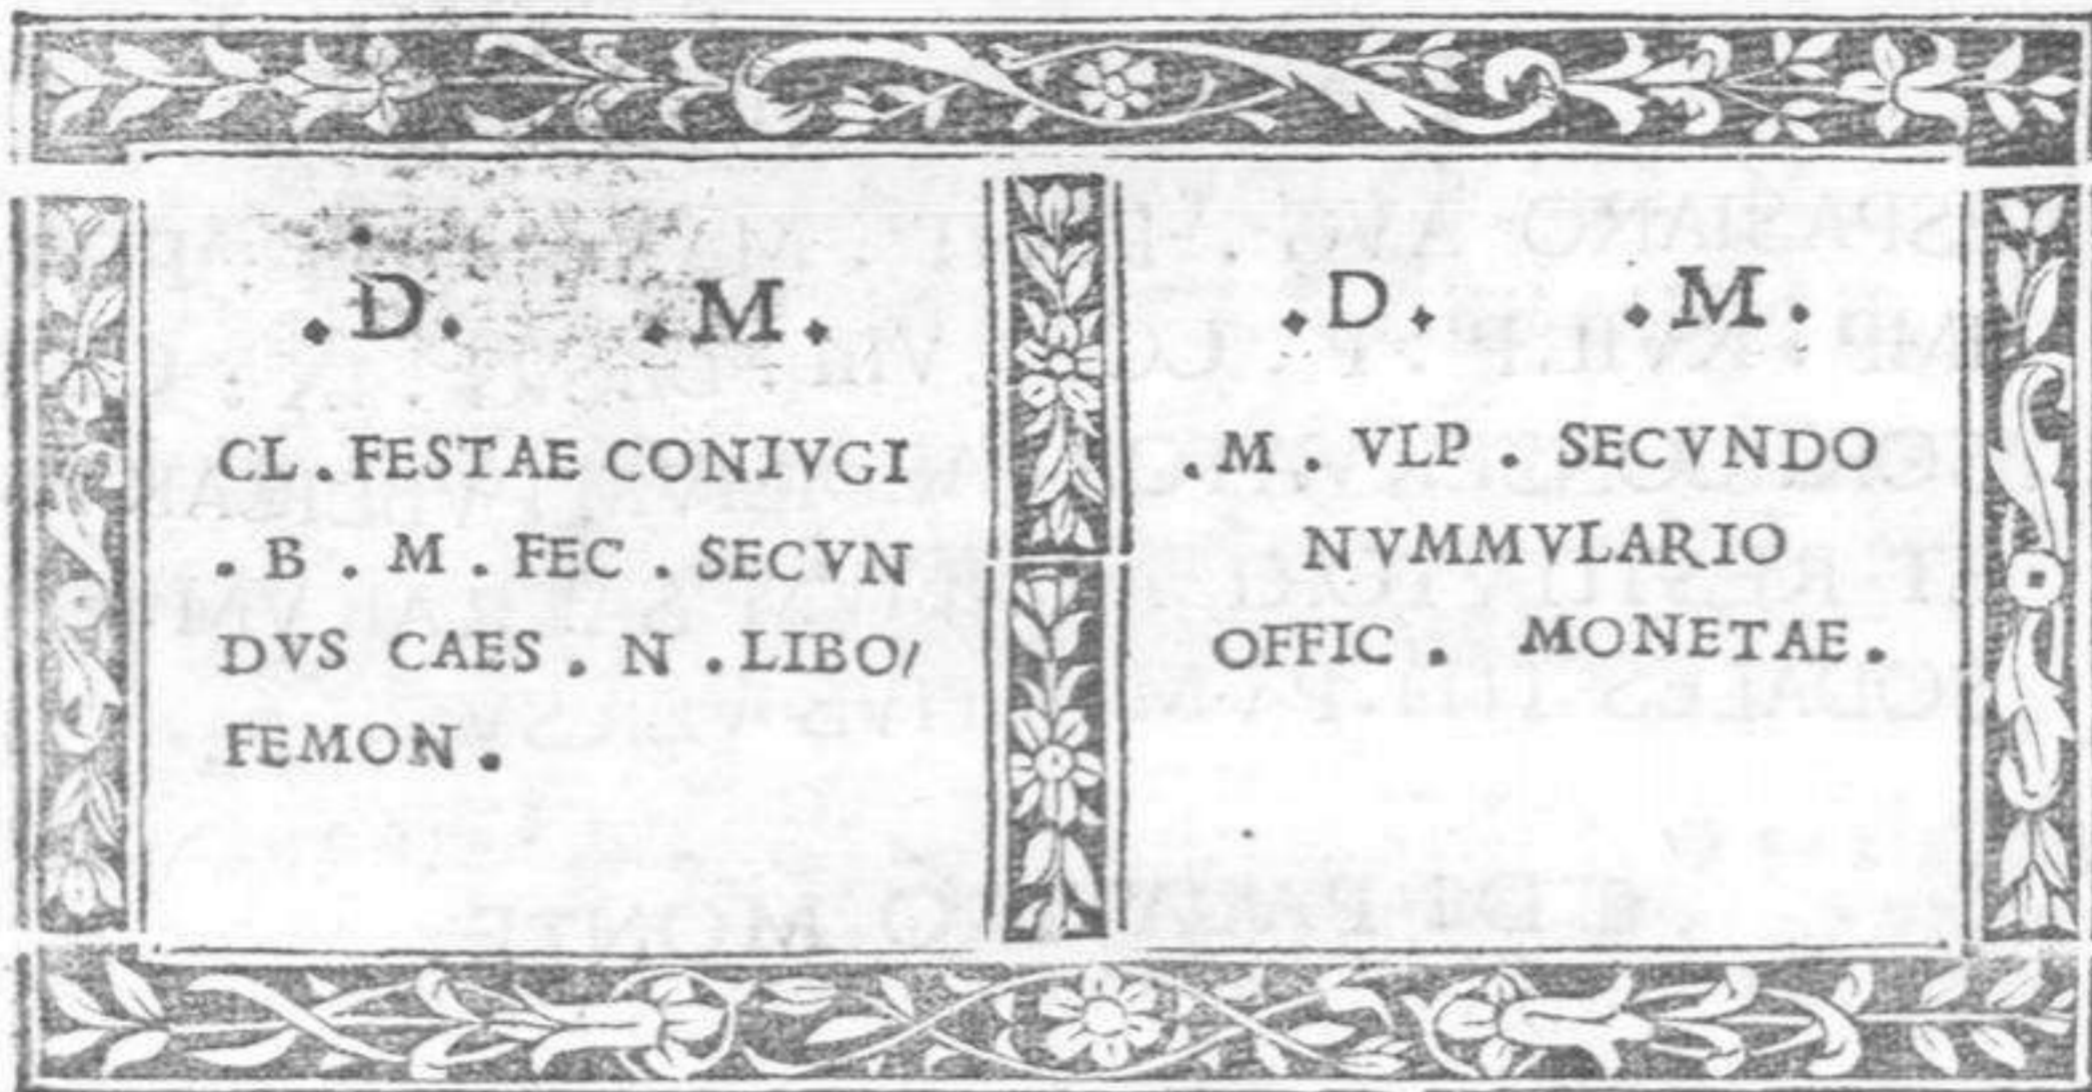 .D. .M.
CL.FESTAE CONIVGI
.B.M.FEC.SECVN
DVS CAES.N.LIBO/
FEMON.
.D. .M.
.M.VLP.SECVNDO
NVMMVLARIO
OFFIC. MONETAE.